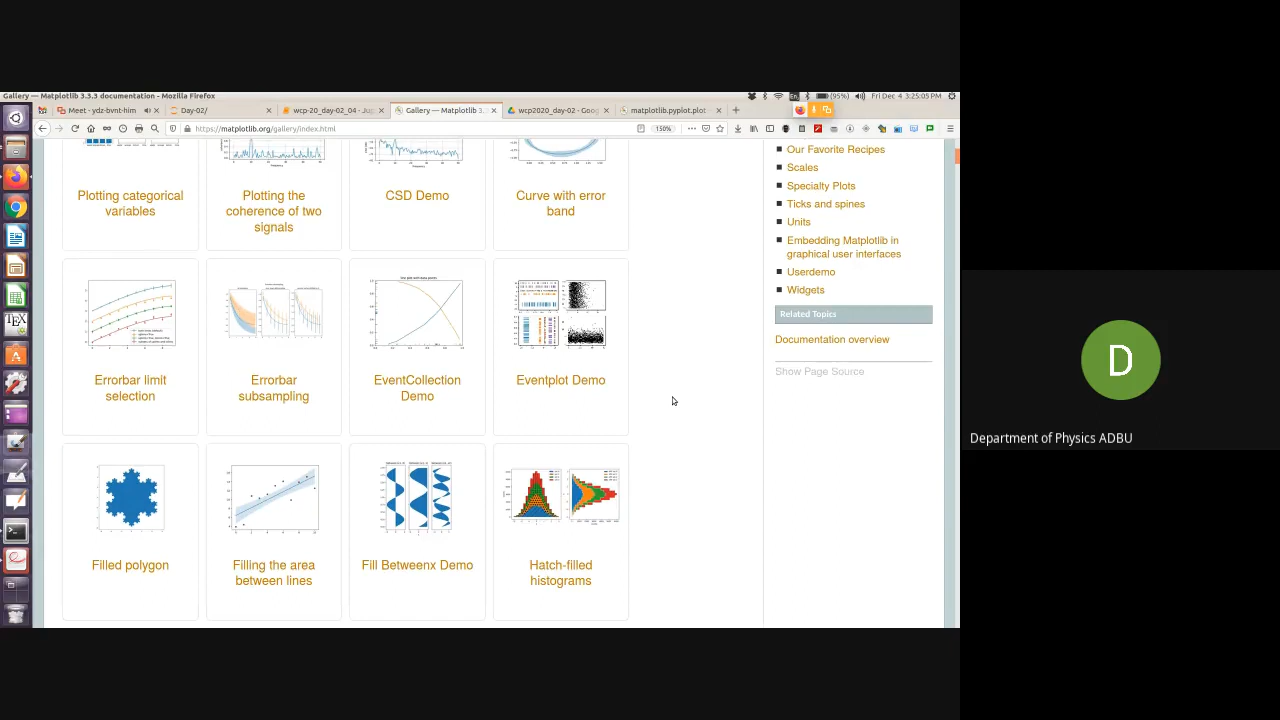 Gallery — Matplotlib 3.3.3 documentation - Mozilla Firefox
En
(95%)
Fri Dec 4 3:25:05 PM
Meet - ydz-bvnt-him
Day-02/
wcp-20_day-02_04 - Ju
Gallery — Matplotlib 3.
wcp2020_day-02 - Goo
matplotlib.pyplot.plot
https://matplotlib.org/gallery/index.html
150%
Plotting categorical
variables
Plotting the
coherence of two
signals
CSD Demo
Curve with error
band
Errorbar limit
selection
Errorbar
subsampling
EventCollection
Demo
Eventplot Demo
Filled polygon
Filling the area
between lines
Fill Betweenx Demo
Hatch-filled
histograms
Our Favorite Recipes
Scales
Specialty Plots
Ticks and spines
Units
Embedding Matplotlib in
graphical user interfaces
Userdemo
Widgets
Related Topics
Documentation overview
Show Page Source
TEX
D
Department of Physics ADBU